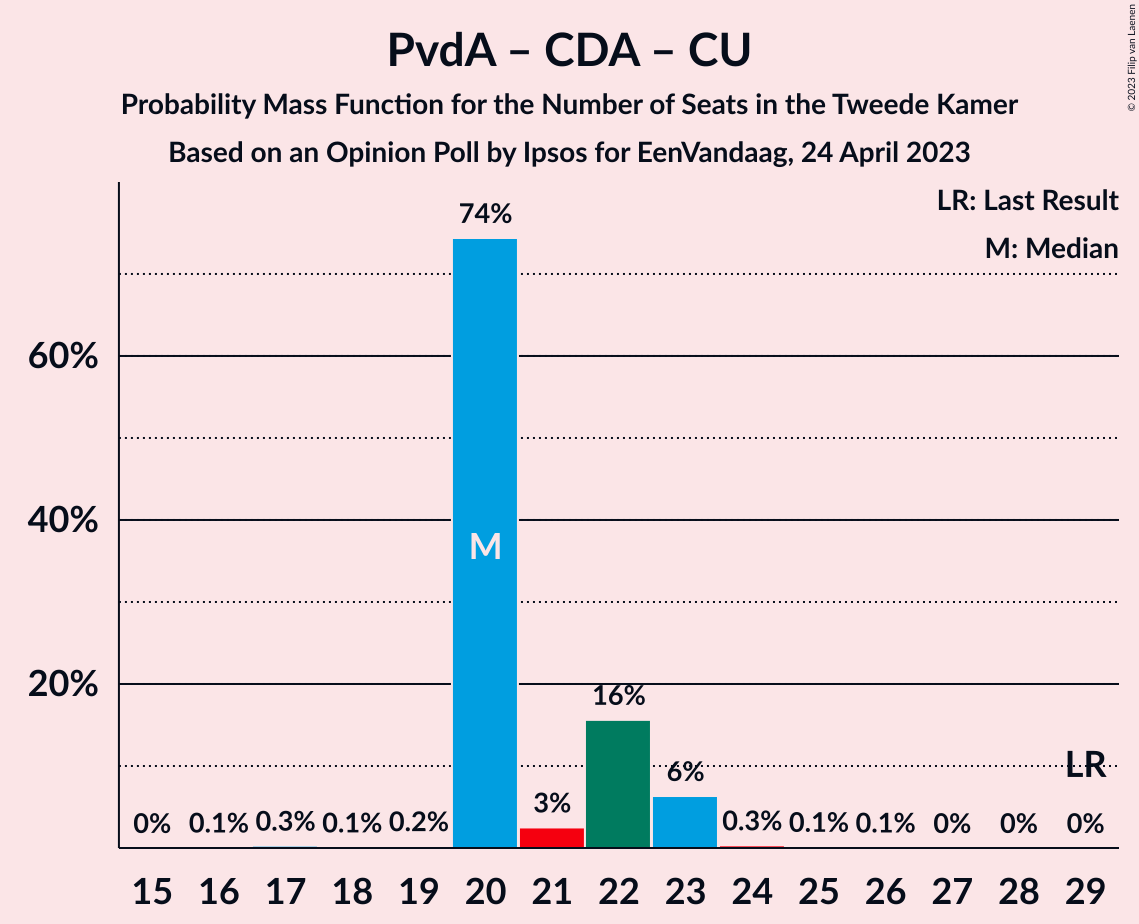 PvdA – CDA – CU
Probability Mass Function for the Number of Seats in the Tweede Kamer
Based on an Opinion Poll by Ipsos for EenVandaag, 24 April 2023
© 2023 Filip van Laenen
LR: Last Result
M: Median
74%
60%
40%
M
20%
16%
LR
6%
3%
0% 0.1% 0.3% 0.1% 0.2% 0.3% 0.1% 0.1% 0% 0% 0%
15 16 17 18 19 20 21 22 23 24 25 26 27 28 29